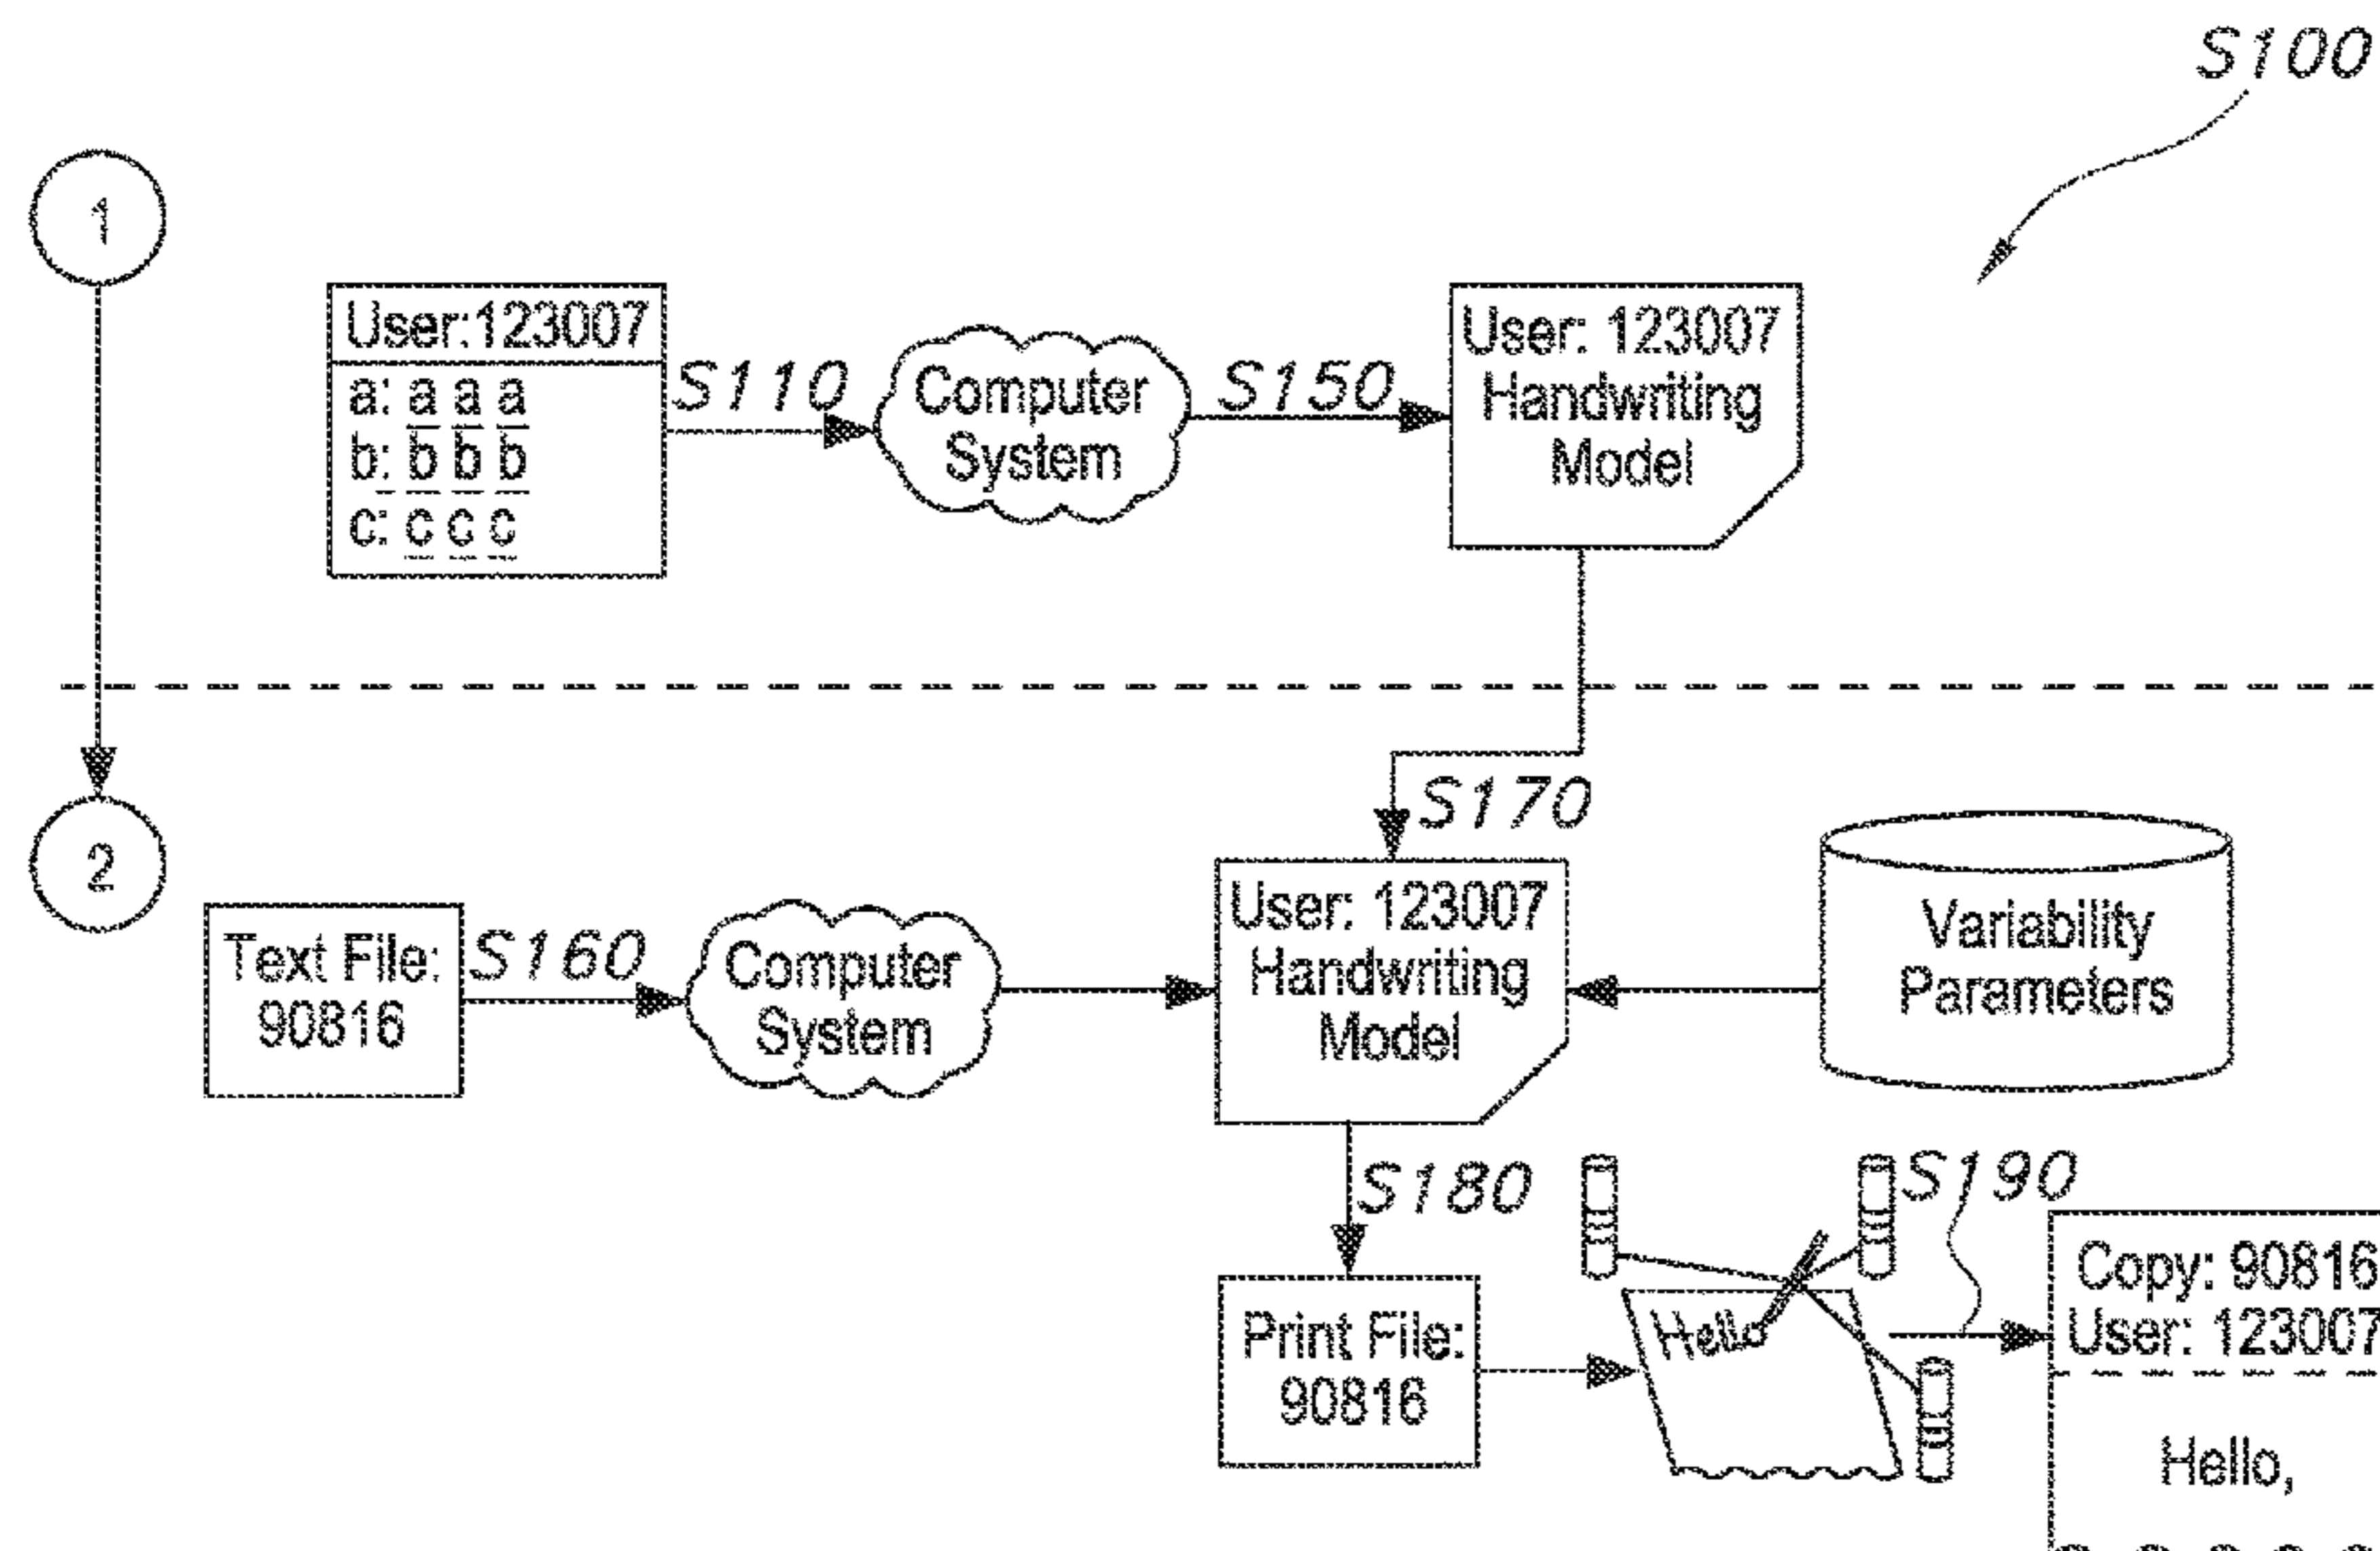 S100
1
User:123007
a: a a a
b: b b b
c: c c c
S110
Computer
System
S150
User: 123007
Handwriting
Model
2
S170
Text File:
90816
S160
Computer
System
User: 123007
Handwriting
Model
Variability
Parameters
S180
Print File:
90816
Hello
S190
Copy: 90816
User: 123007
Hello,